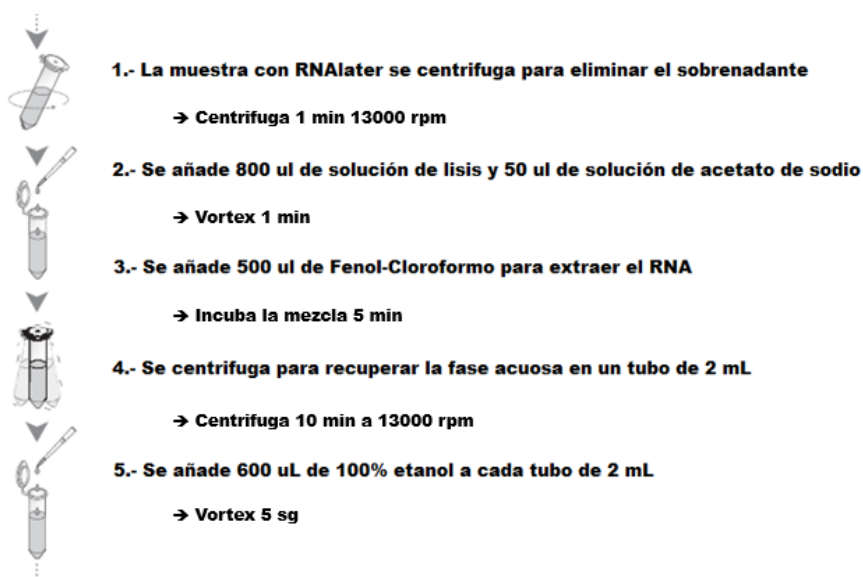 1.- La muestra con RNAlater se centrifuga para eliminar el sobrenadante
→ Centrifuga 1 min 13000 rpm
2.- Se añade 800 ul de solución de lisis y 50 ul de solución de acetato de sodio
→ Vortex 1 min
3.- Se añade 500 ul de Fenol-Cloroformo para extraer el RNA
→ Incuba la mezcla 5 min
4.- Se centrifuga para recuperar la fase acuosa en un tubo de 2 mL
→ Centrifuga 10 min a 13000 rpm
5.- Se añade 600 uL de 100% etanol a cada tubo de 2 mL
→ Vortex 5 sg